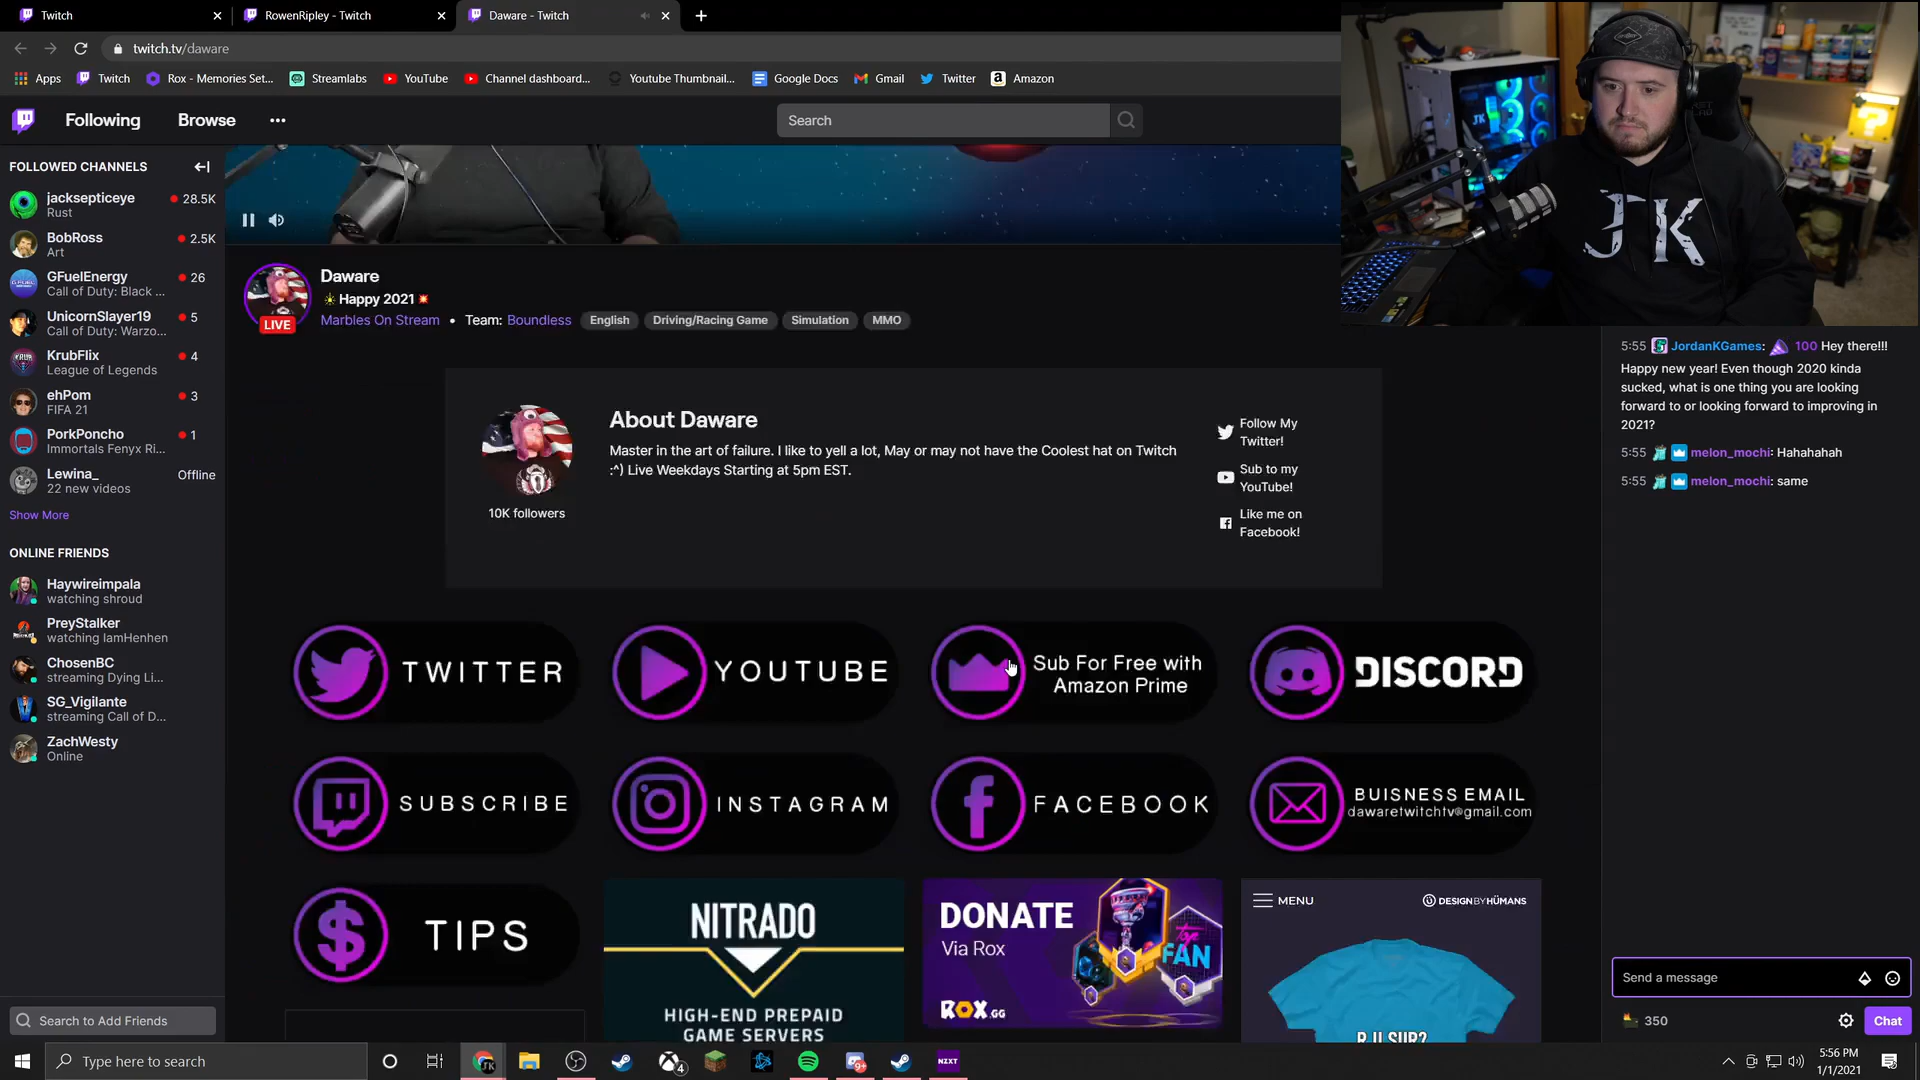 Twitch
RowenRipley - Twitch
Daware - Twitch
twitch.tv/daware
Apps
Twitch
Rox - Memories Set...
Streamlabs
YouTube
Channel dashboard...
Youtube Thumbnail...
Google Docs
Gmail
Twitter
Amazon
Following
Browse
Search
FOLLOWED CHANNELS
jacksepticeye
28.5K
Rust
BobRoss
2.5K
Art
GFuelEnergy
26
Call of Duty: Black ...
UnicornSlayer19
5
Call of Duty: Warzo...
KrubFlix
4
League of Legends
ehPom
3
FIFA 21
PorkPoncho
1
Immortals Fenyx Ri...
Lewina_
Offline
22 new videos
Show More
ONLINE FRIENDS
Haywireimpala
watching shroud
PreyStalker
watching IamHenhen
ChosenBC
streaming Dying Li...
SG_Vigilante
streaming Call of D...
ZachWesty
Online
Search to Add Friends
LIVE
Daware
Happy 2021
Marbles On Stream • Team: Boundless
English
Driving/Racing Game
Simulation
MMO
About Daware
Master in the art of failure. I like to yell a lot, May or may not have the Coolest hat on Twitch
:^) Live Weekdays Starting at 5pm EST.
10K followers
Follow My
Twitter!
Sub to my
YouTube!
Like me on
Facebook!
TWITTER
YOUTUBE
Sub For Free with
Amazon Prime
DISCORD
SUBSCRIBE
INSTAGRAM
FACEBOOK
BUISNESS EMAIL
dawaretwitchtv@gmail.com
TIPS
NITRADO
HIGH-END PREPAID
GAME SERVERS
DONATE
Via Rox
top
FAN
ROX.GG
MENU
DESIGN BY HÜMANS
JK
5:55 JordanKGames: 100 Hey there!!!
Happy new year! Even though 2020 kinda
sucked, what is one thing you are looking
forward to or looking forward to improving in
2021?
5:55 melon_mochi: Hahahahah
5:55 melon_mochi: same
Send a message
350
Chat
Type here to search
4
9+
NZXT
5:56 PM
1/1/2021